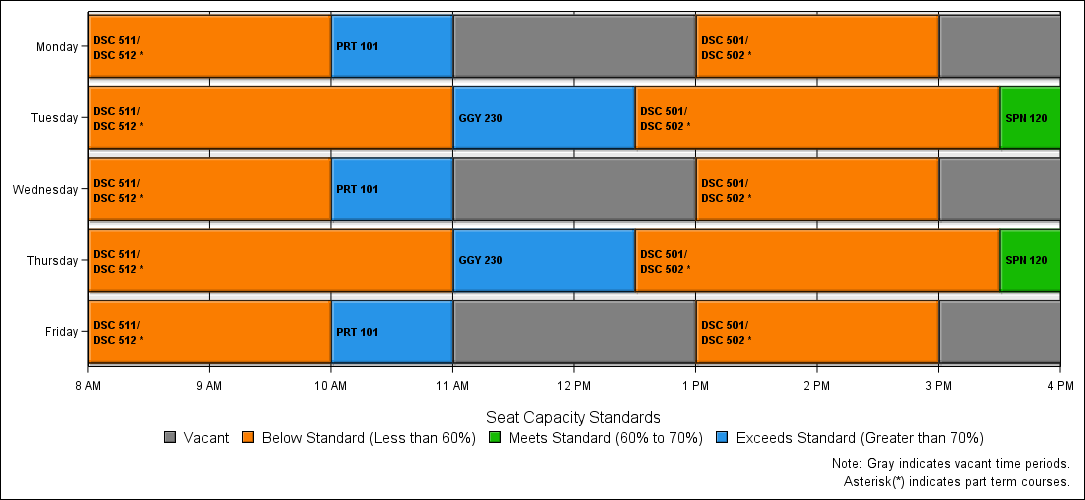 Monday
DSC 511/
DSC 512 *
PRT 101
DSC 501/
DSC 502 *
Tuesday
DSC 511/
DSC 512 *
GGY 230
DSC 501/
DSC 502 *
SPN 120
Wednesday
DSC 511/
DSC 512 *
PRT 101
DSC 501/
DSC 502 *
Thursday
DSC 511/
DSC 512 *
GGY 230
DSC 501/
DSC 502 *
SPN 120
Friday
DSC 511/
DSC 512 *
PRT 101
DSC 501/
DSC 502 *
8 AM 9 AM 10 AM 11 AM 12 PM 1 PM 2 PM 3 PM 4 PM
Seat Capacity Standards
Vacant Below Standard (Less than 60%) Meets Standard (60% to 70%) Exceeds Standard (Greater than 70%)
Note: Gray indicates vacant time periods.
Asterisk(*) indicates part term courses.